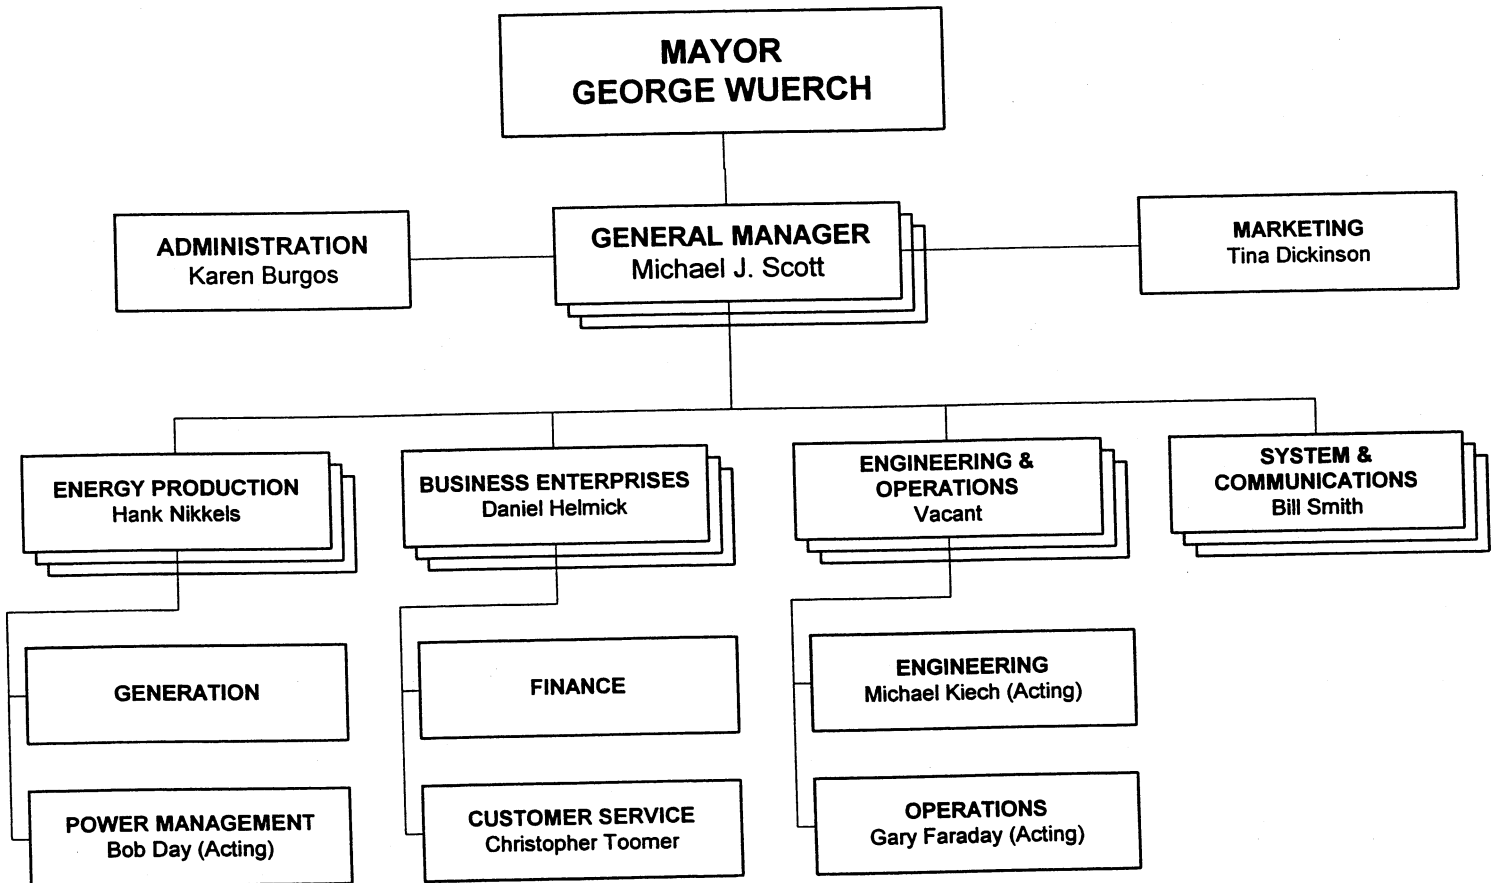 MAYOR
GEORGE WUERCH
ADMINISTRATION
Karen Burgos
GENERAL MANAGER
Michael J. Scott
MARKETING
Tina Dickinson
ENERGY PRODUCTION
Hank Nikkels
BUSINESS ENTERPRISES
Daniel Helmick
ENGINEERING &
OPERATIONS
Vacant
SYSTEM &
COMMUNICATIONS
Bill Smith
GENERATION
FINANCE
ENGINEERING
Michael Kiech (Acting)
POWER MANAGEMENT
Bob Day (Acting)
CUSTOMER SERVICE
Christopher Toomer
OPERATIONS
Gary Faraday (Acting)